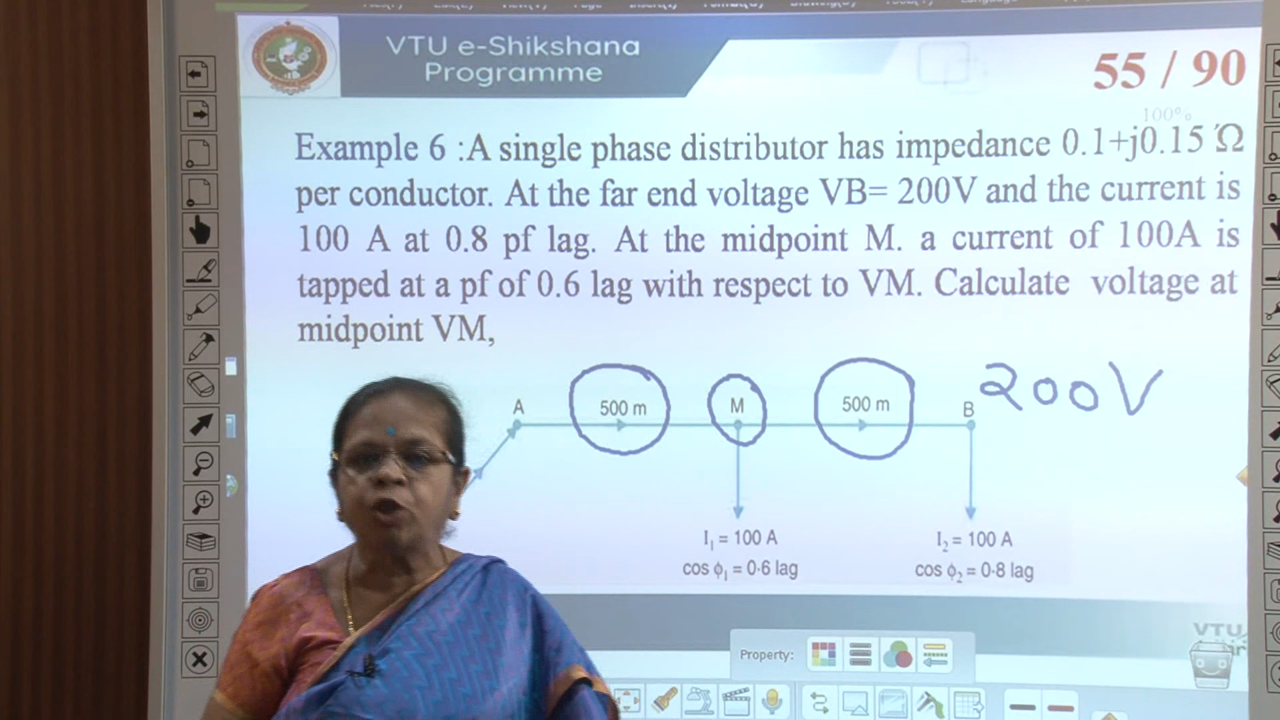 VTU e-Shikshana
Programme
55 / 90
100%
Example 6 :A single phase distributor has impedance 0.1+j0.15 Ω
per conductor. At the far end voltage VB= 200V and the current is
100 A at 0.8 pf lag. At the midpoint M. a current of 100A is
tapped at a pf of 0.6 lag with respect to VM. Calculate voltage at
midpoint VM,
A 500 m M 500 m B 200V
I₁ = 100 A
cos ϕ₁ = 0·6 lag
I₂ = 100 A
cos ϕ₂ = 0·8 lag
VTU
Property: